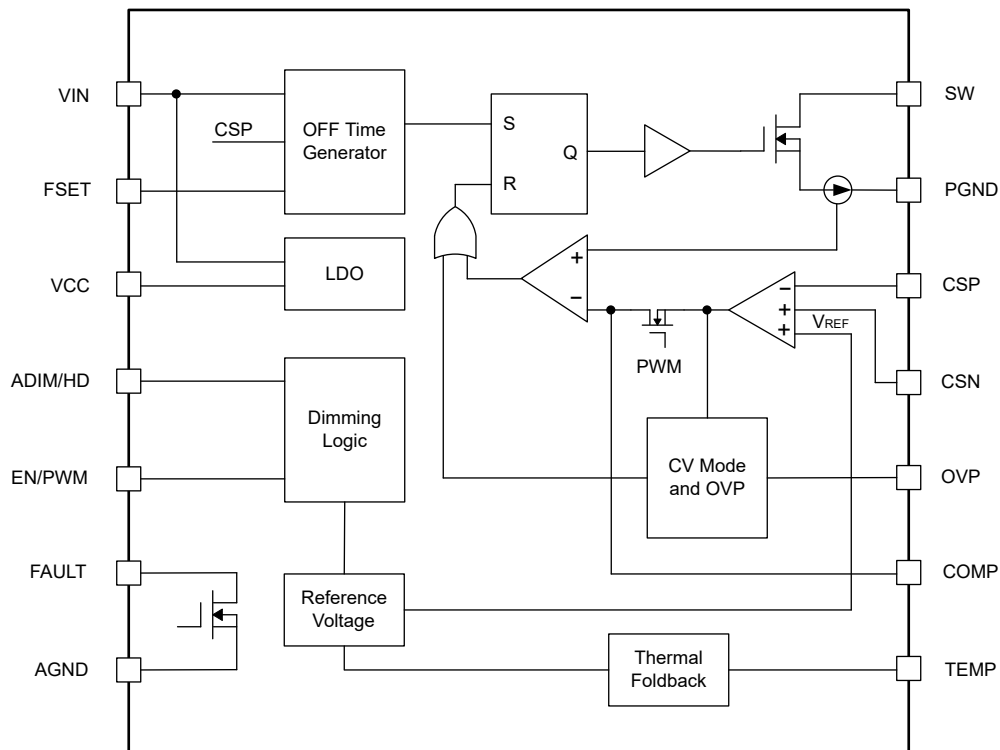 VIN
FSET
VCC
ADIM/HD
EN/PWM
FAULT
AGND
CSP
OFF Time
Generator
LDO
Dimming
Logic
Reference
Voltage
S
R
Q
+
−
PWM
−
+
+
VREF
CV Mode
and OVP
Thermal
Foldback
SW
PGND
CSP
CSN
OVP
COMP
TEMP